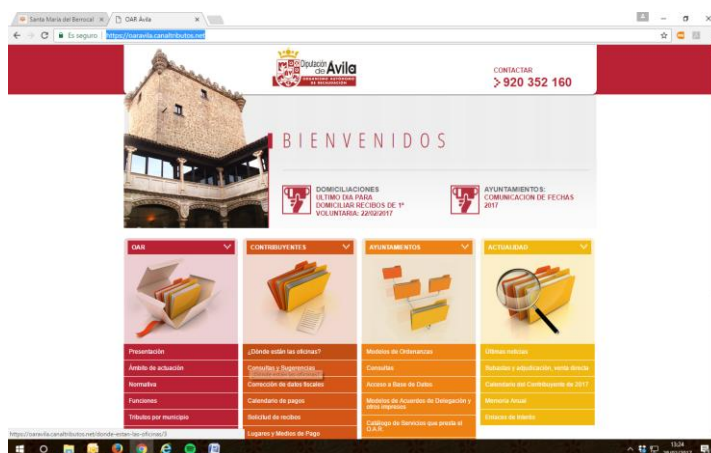 Santa María del Berrocal
OAR Ávila
Es seguro
https://oaravila.canaltributos.net
Diputación
de Ávila
ORGANISMO AUTÓNOMO
DE RECAUDACIÓN
CONTACTAR
920 352 160
BIENVENIDOS
DOMICILIACIONES
ULTIMO DIA PARA
DOMICILIAR RECIBOS DE 1ª
VOLUNTARIA: 22/02/2017
AYUNTAMIENTOS:
COMUNICACION DE FECHAS
2017
OAR
Presentación
Ámbito de actuación
Normativa
Funciones
Tributos por municipio
CONTRIBUYENTES
¿Dónde están las oficinas?
Consultas y Sugerencias
Corrección de datos fiscales
Calendario de pagos
Solicitud de recibos
Lugares y Medios de Pago
AYUNTAMIENTOS
Modelos de Ordenanzas
Consultas
Acceso a Base de Datos
Modelos de Acuerdos de Delegación y
otros impresos
Catálogo de Servicios que presta el
O.A.R.
ACTUALIDAD
Últimas noticias
Subastas y adjudicación, venta directa
Calendario del Contribuyente de 2017
Memoria Anual
Enlaces de Interés
https://oaravila.canaltributos.net/donde-estan-las-oficinas/3
13:24